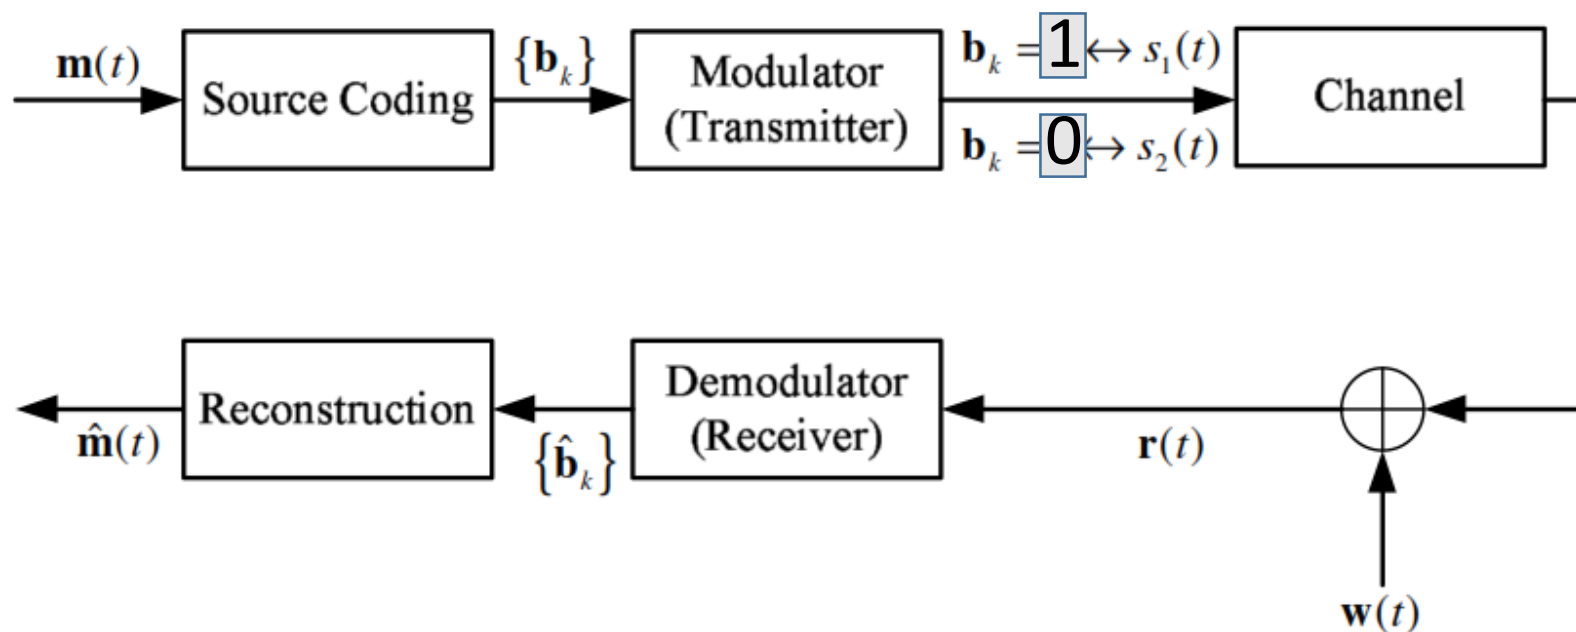 m(t)
Source Coding
{b_k}
Modulator
(Transmitter)
b_k = 1 ↔ s_1(t)
b_k = 0 ↔ s_2(t)
Channel
m̂(t)
Reconstruction
{b̂_k}
Demodulator
(Receiver)
r(t)
w(t)